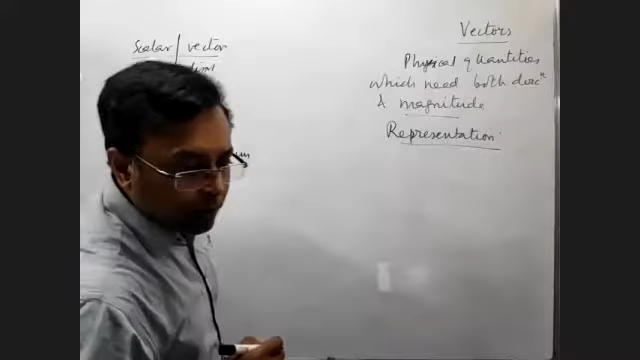 Scalar | vector
Vectors
Physical quantities
which need both direcⁿ
& magnitude
Representation